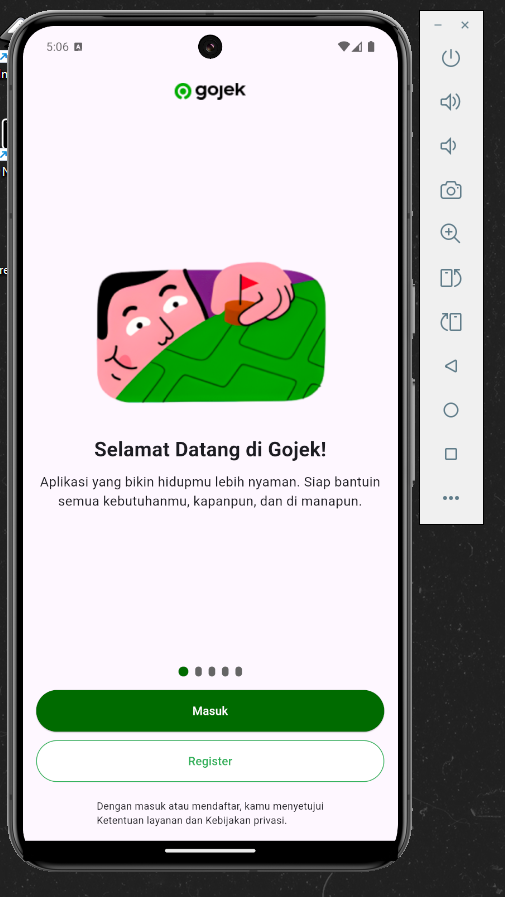 5:06
gojek
Selamat Datang di Gojek!
Aplikasi yang bikin hidupmu lebih nyaman. Siap bantuin
semua kebutuhanmu, kapanpun, dan di manapun.
Masuk
Register
Dengan masuk atau mendaftar, kamu menyetujui
Ketentuan layanan dan Kebijakan privasi.